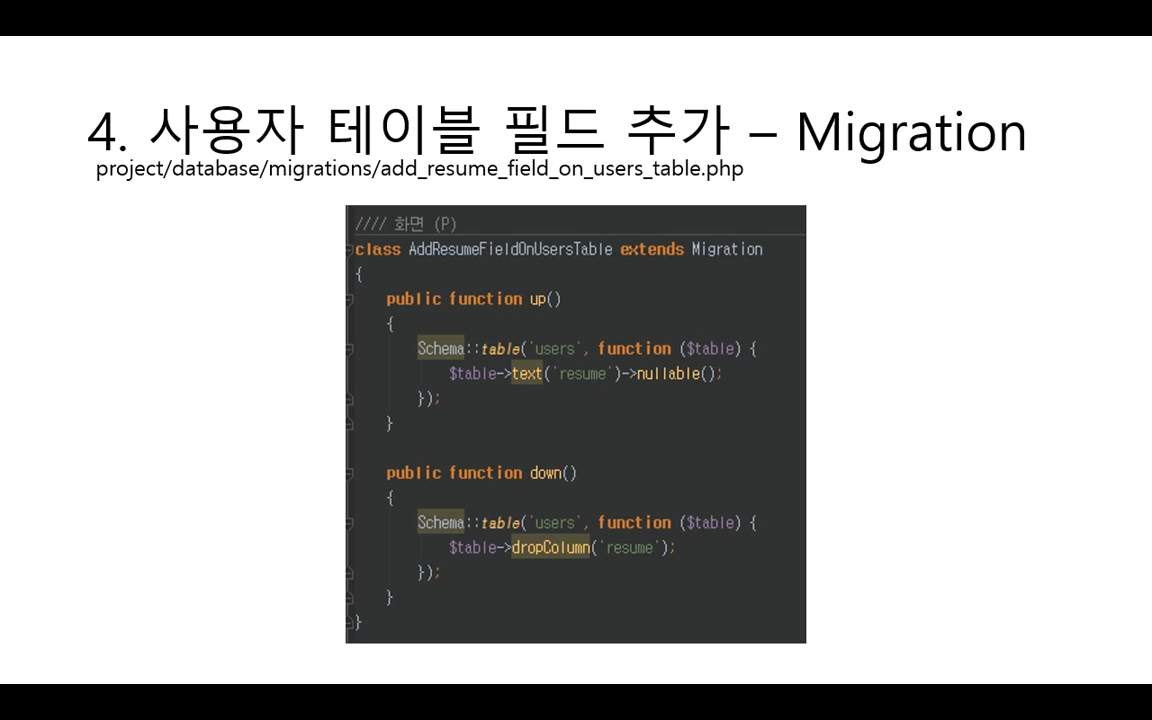 4. 사용자 테이블 필드 추가 – Migration
project/database/migrations/add_resume_field_on_users_table.php
//// 화면 (P)
class AddResumeFieldOnUsersTable extends Migration
{
public function up()
{
Schema::table('users', function ($table) {
$table->text('resume')->nullable();
});
}
public function down()
{
Schema::table('users', function ($table) {
$table->dropColumn('resume');
});
}
}